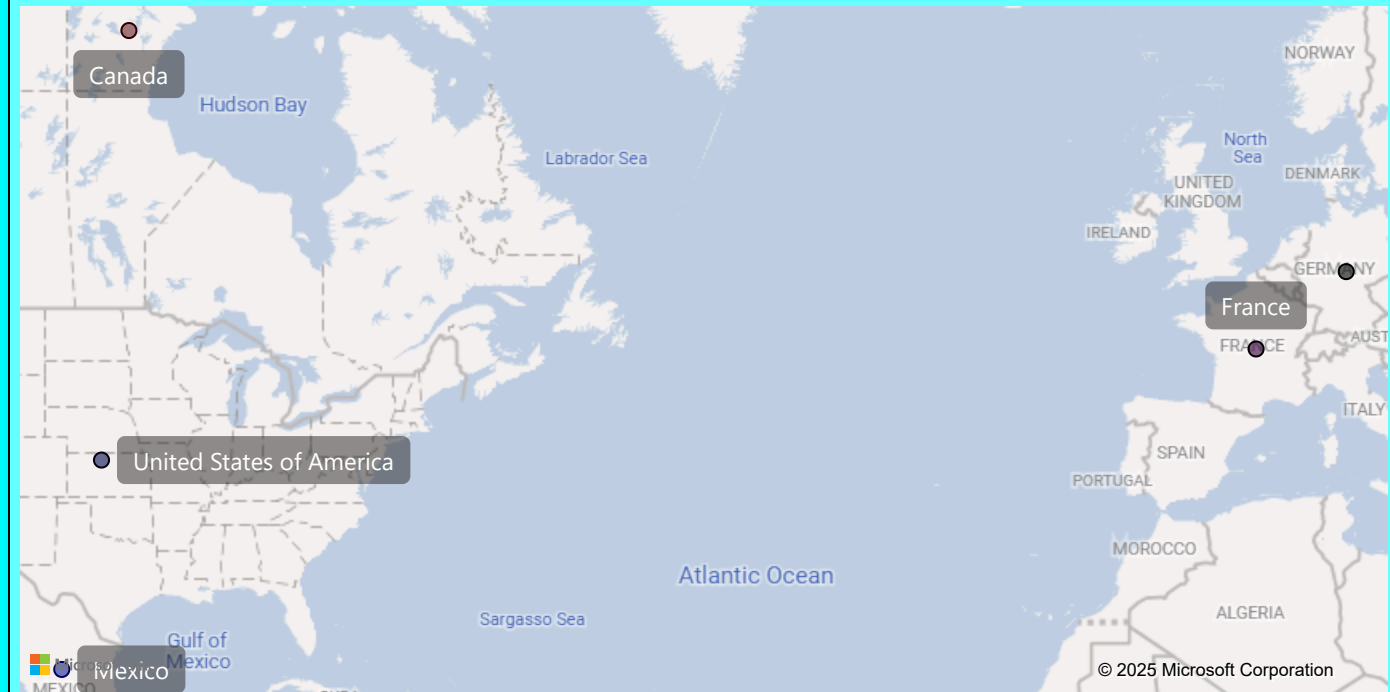 NORWAY
Canada
Hudson Bay
North
Sea
Labrador Sea
DENMARK
UNITED
KINGDOM
IRELAND
GERMANY
France
FRANCE
AUST
ITALY
United States of America
SPAIN
PORTUGAL
MOROCCO
Atlantic Ocean
ALGERIA
Sargasso Sea
Gulf of
Mexico
Mexico
© 2025 Microsoft Corporation
MEXICO